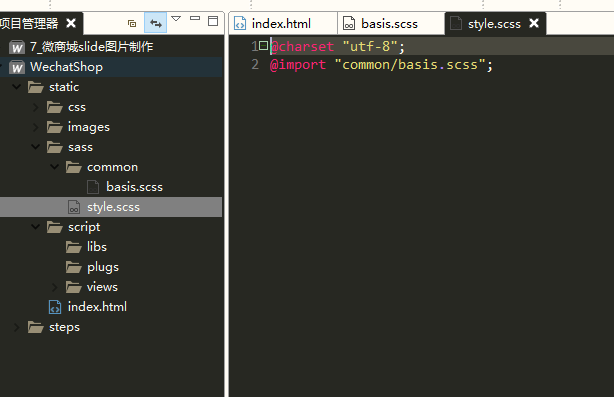 项目管理器
index.html
basis.scss
style.scss
7_微商城slide图片制作
WechatShop
static
css
images
sass
common
basis.scss
style.scss
script
libs
plugs
views
index.html
steps
1 @charset "utf-8";
2 @import "common/basis.scss";